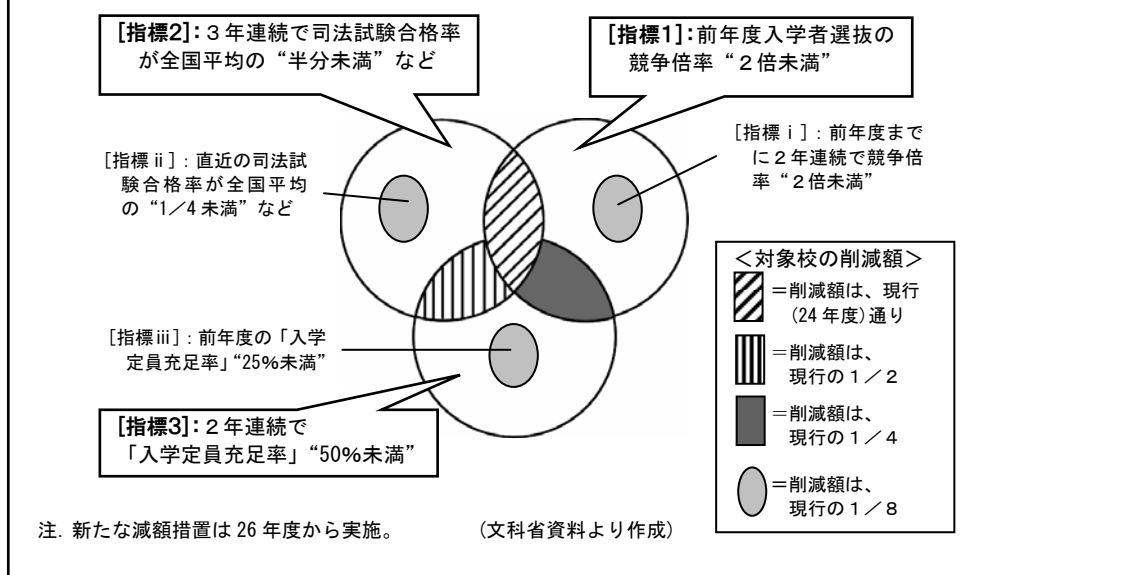 [指標2]:３年連続で司法試験合格率
が全国平均の“半分未満”など
[指標1]:前年度入学者選抜の
競争倍率“２倍未満”
[指標ⅱ]：直近の司法試
験合格率が全国平均
の“1／4未満”など
[指標ⅰ]：前年度まで
に２年連続で競争倍
率“２倍未満”
＜対象校の削減額＞
＝削減額は、現行
(24年度)通り
＝削減額は、
現行の１／２
＝削減額は、
現行の１／４
＝削減額は、
現行の１／８
[指標ⅲ]：前年度の「入学
定員充足率」“25％未満”
[指標3]:２年連続で
「入学定員充足率」“50％未満”
注. 新たな減額措置は26年度から実施。
(文科省資料より作成)